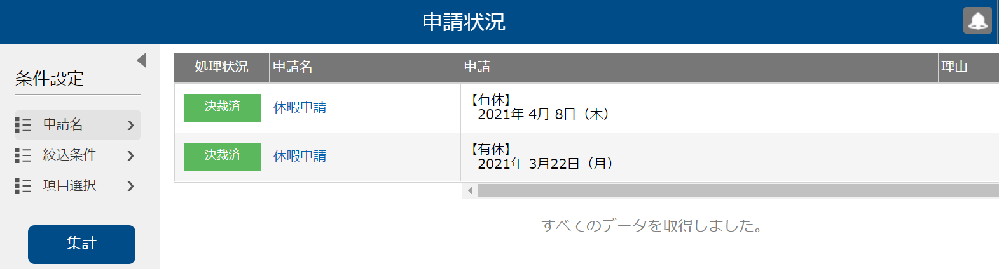 申請状況
条件設定
申請名
絞込条件
項目選択
集計
処理状況 申請名 申請 理由
決裁済 休暇申請 【有休】
2021年 4月 8日（木）
決裁済 休暇申請 【有休】
2021年 3月22日（月）
すべてのデータを取得しました。